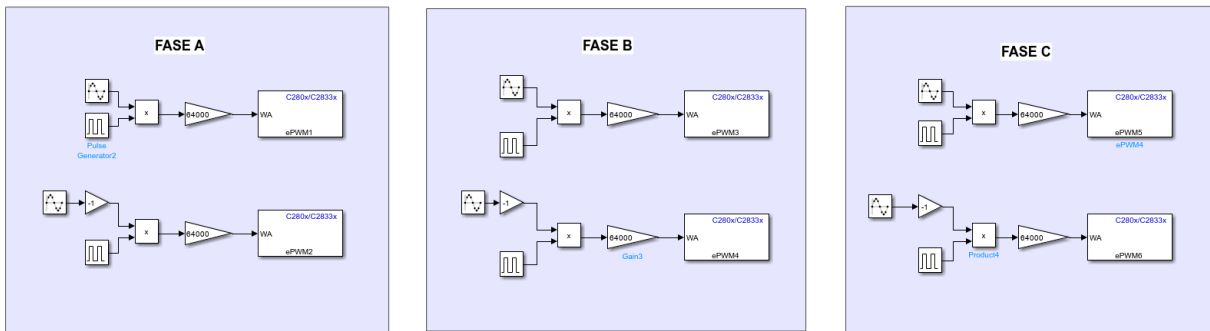 FASE A
C280x/C2833x
x
64000
WA
ePWM1
Pulse
Generator2
-1
C280x/C2833x
x
64000
WA
ePWM2
FASE B
C280x/C2833x
x
64000
WA
ePWM3
-1
C280x/C2833x
x
64000
WA
ePWM4
Gain3
FASE C
C280x/C2833x
x
64000
WA
ePWM5
ePWM4
-1
C280x/C2833x
x
64000
WA
ePWM6
Product4